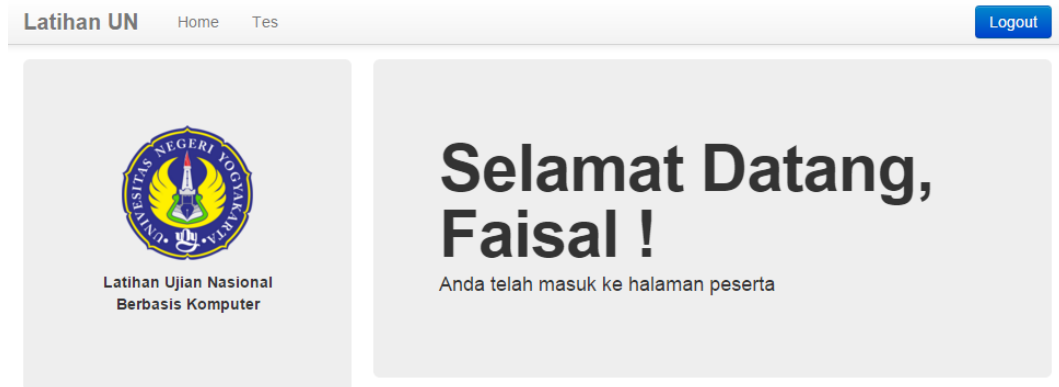 Latihan UN Home Tes Logout
UNIVESITAS NEGERI YOGYAKARTA
Latihan Ujian Nasional
Berbasis Komputer
Selamat Datang,
Faisal !
Anda telah masuk ke halaman peserta